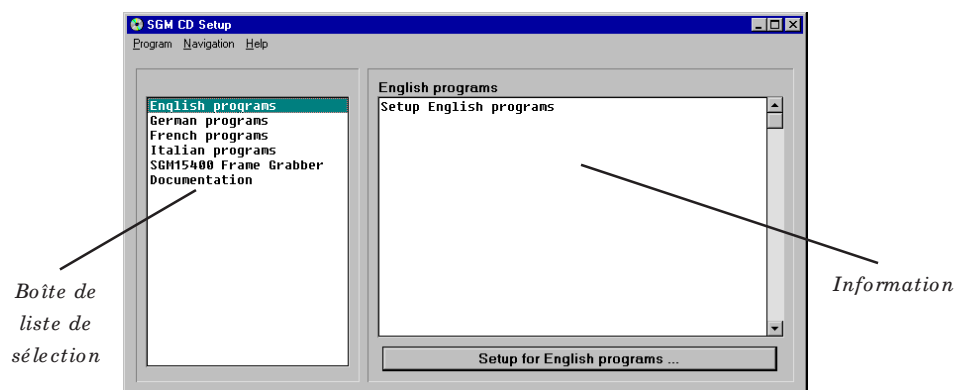 SGM CD Setup
Program Navigation Help
English programs
German programs
French programs
Italian programs
SGM15400 Frame Grabber
Documentation
English programs
Setup English programs
Setup for English programs ...
Boîte de
liste de
sélection
Information